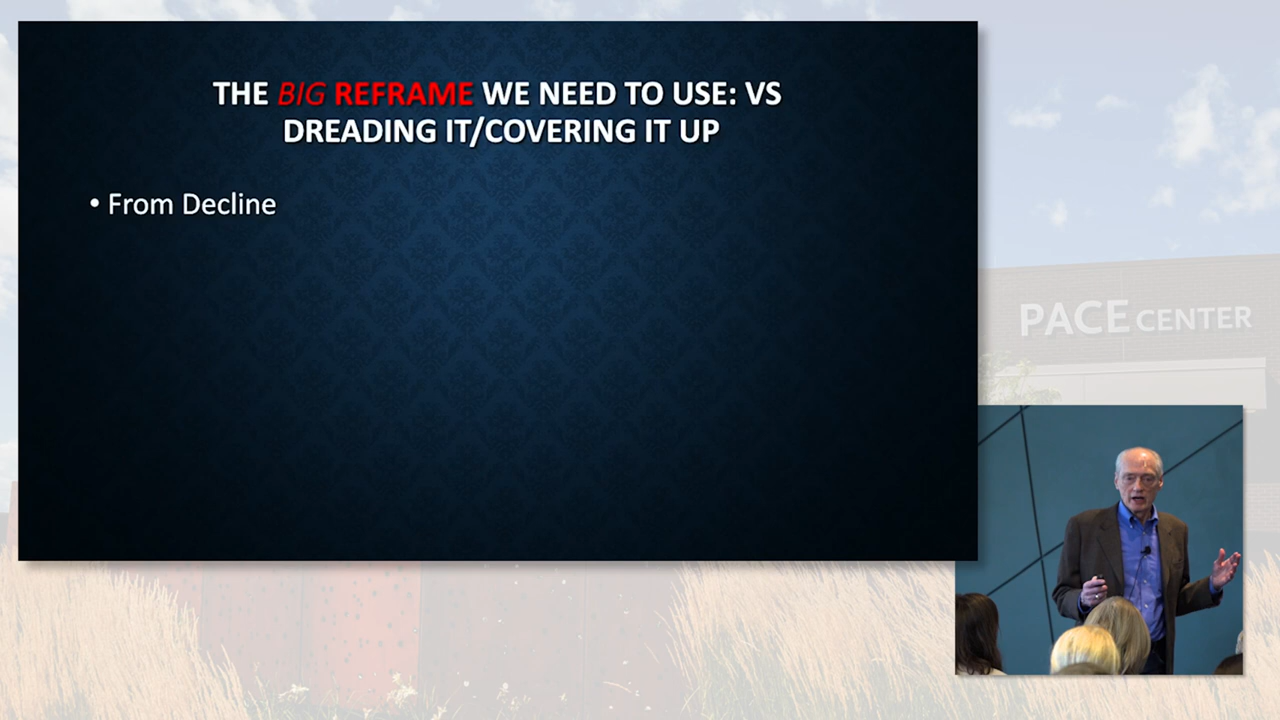 THE BIG REFRAME WE NEED TO USE: VS
DREADING IT/COVERING IT UP
• From Decline
PACE CENTER